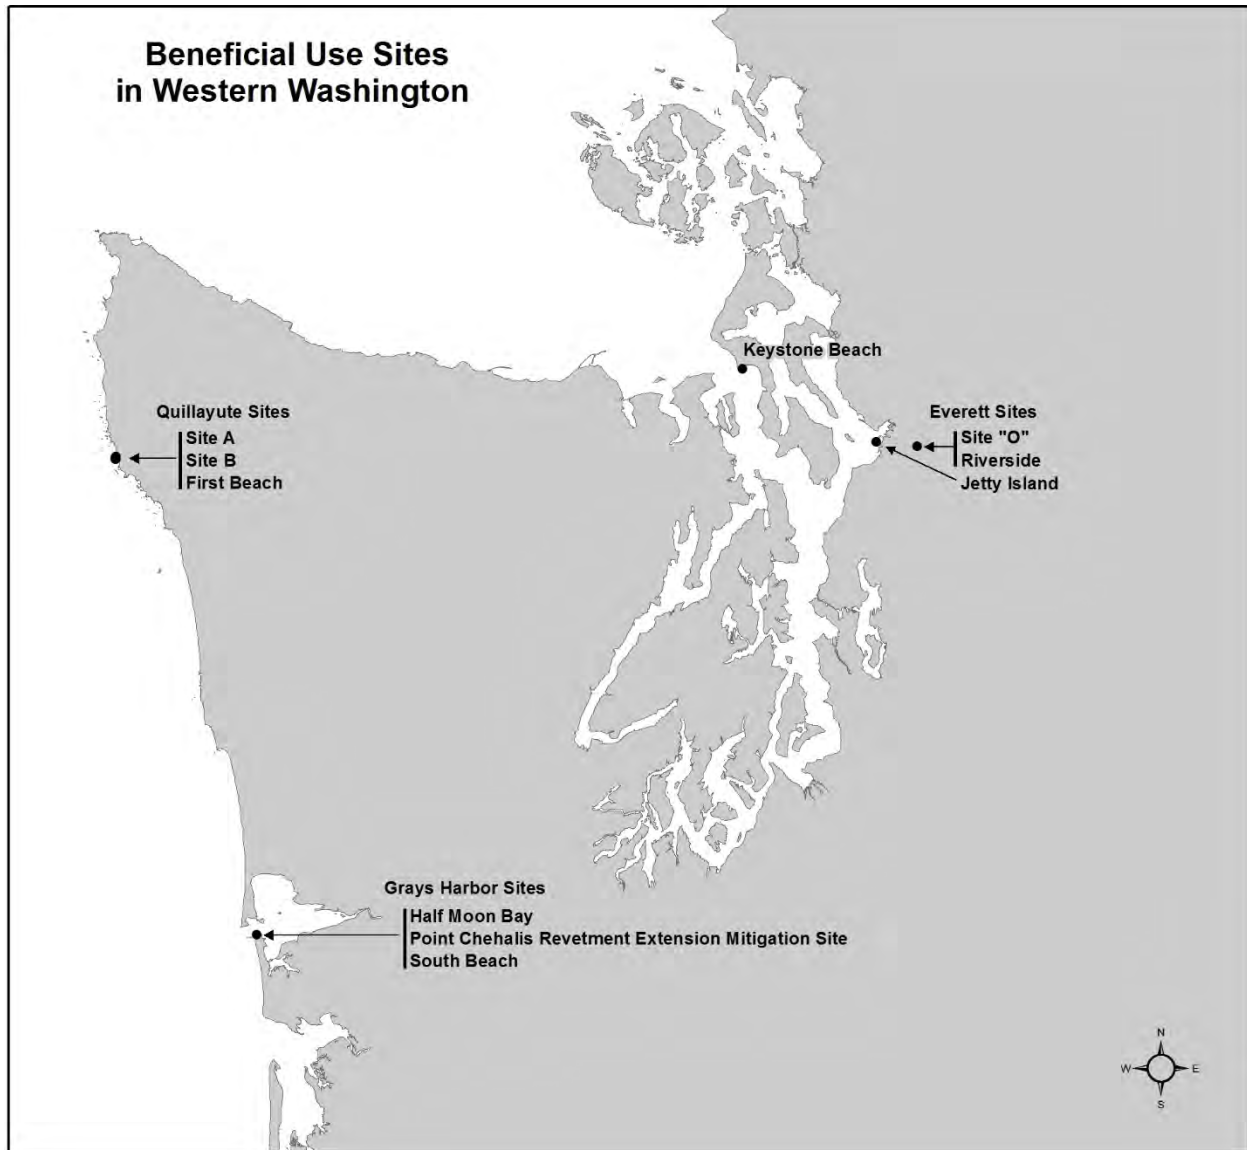 Beneficial Use Sites
in Western Washington
Keystone Beach
Quillayute Sites
Site A
Site B
First Beach
Everett Sites
Site "O"
Riverside
Jetty Island
Grays Harbor Sites
Half Moon Bay
Point Chehalis Revetment Extension Mitigation Site
South Beach
N
W E
S